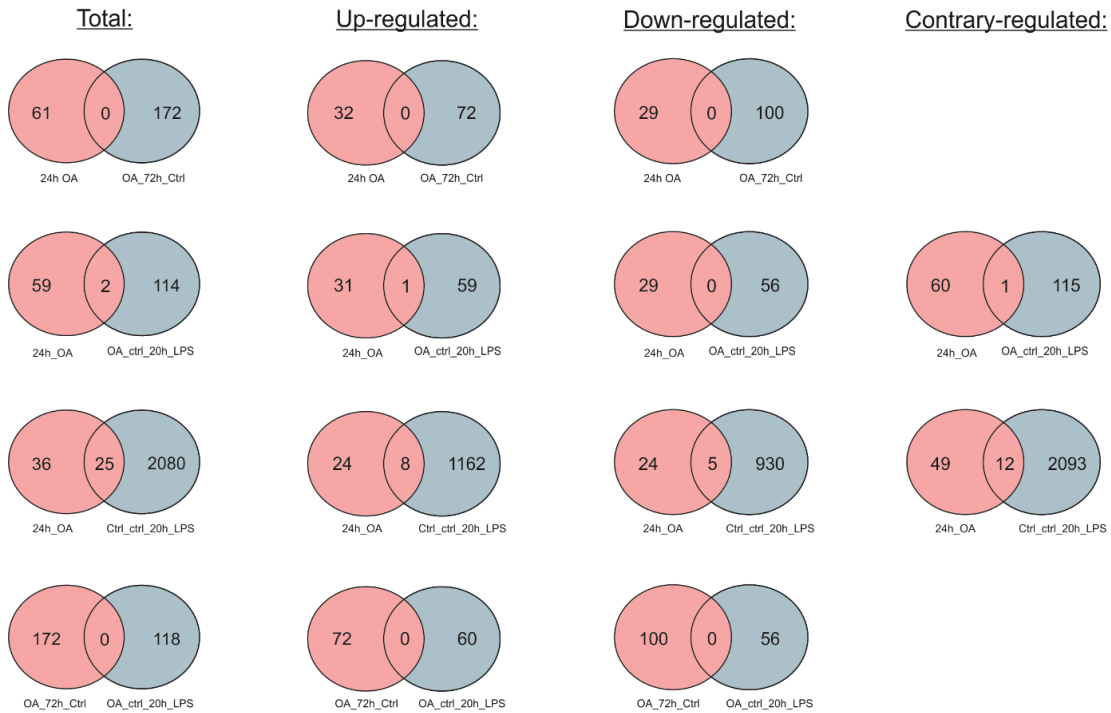 Total: Up-regulated: Down-regulated: Contrary-regulated:
61 0 172 32 0 72 29 0 100
24h OA OA_72h_Ctrl 24h OA OA_72h_Ctrl 24h OA OA_72h_Ctrl
59 2 114 31 1 59 29 0 56 60 1 115
24h_OA OA_ctrl_20h_LPS 24h_OA OA_ctrl_20h_LPS 24h_OA OA_ctrl_20h_LPS 24h_OA OA_ctrl_20h_LPS
36 25 2080 24 8 1162 24 5 930 49 12 2093
24h_OA Ctrl_ctrl_20h_LPS 24h_OA Ctrl_ctrl_20h_LPS 24h_OA Ctrl_ctrl_20h_LPS 24h_OA Ctrl_ctrl_20h_LPS
172 0 118 72 0 60 100 0 56
OA_72h_Ctrl OA_ctrl_20h_LPS OA_72h_Ctrl OA_ctrl_20h_LPS OA_72h_Ctrl OA_ctrl_20h_LPS